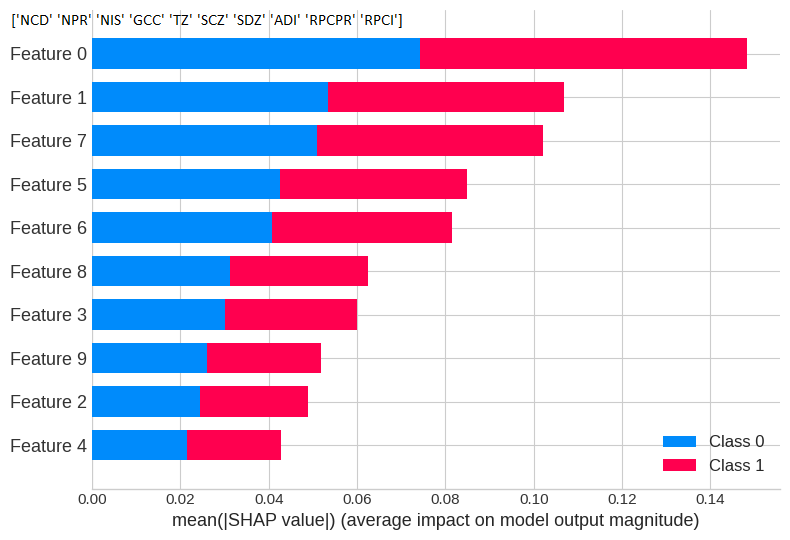 ['NCD' 'NPR' 'NIS' 'GCC' 'TZ' 'SCZ' 'SDZ' 'ADI' 'RPCPR' 'RPCI']
Feature 0
Feature 1
Feature 7
Feature 5
Feature 6
Feature 8
Feature 3
Feature 9
Feature 2
Feature 4
Class 0
Class 1
0.00 0.02 0.04 0.06 0.08 0.10 0.12 0.14
mean(|SHAP value|) (average impact on model output magnitude)